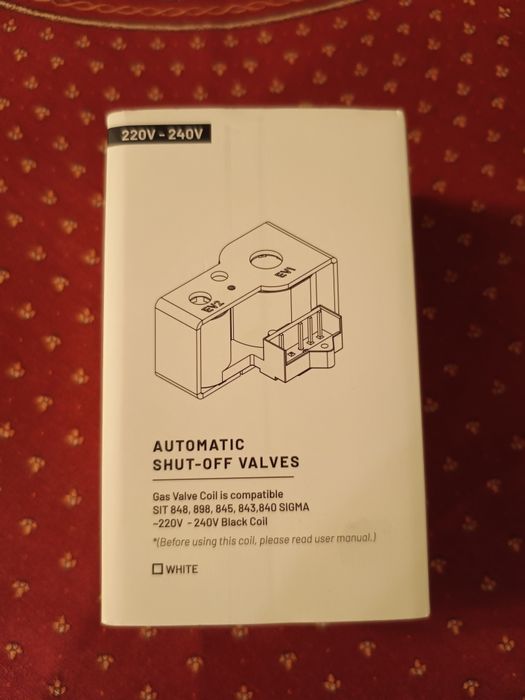 220V - 240V
EV1
EV2
AUTOMATIC
SHUT-OFF VALVES
Gas Valve Coil is compatible
SIT 848, 898, 845, 843,840 SIGMA
~220V - 240V Black Coil
*(Before using this coil, please read user manual.)
WHITE